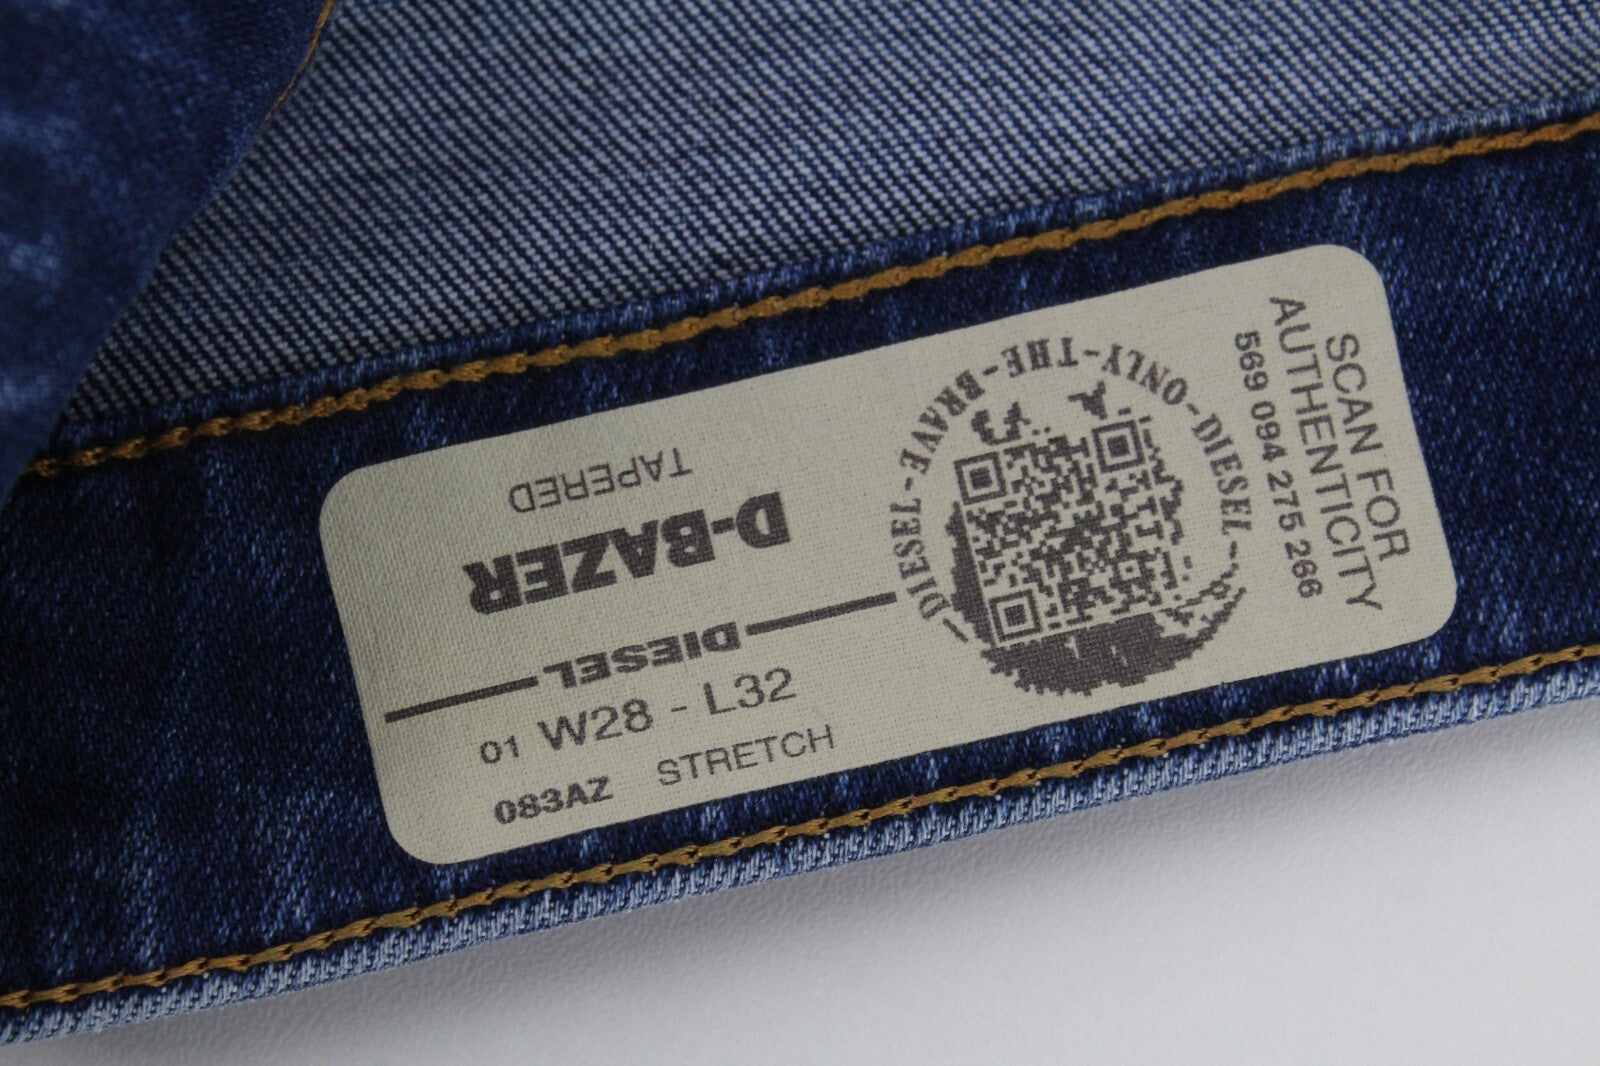 TAPERED
D-BAZER
DIESEL
01 W28 - L32
083AZ STRETCH
DIESEL-BRAVE-THE-ONLY-DIESEL
SCAN FOR
AUTHENTICITY
569 094 275 266